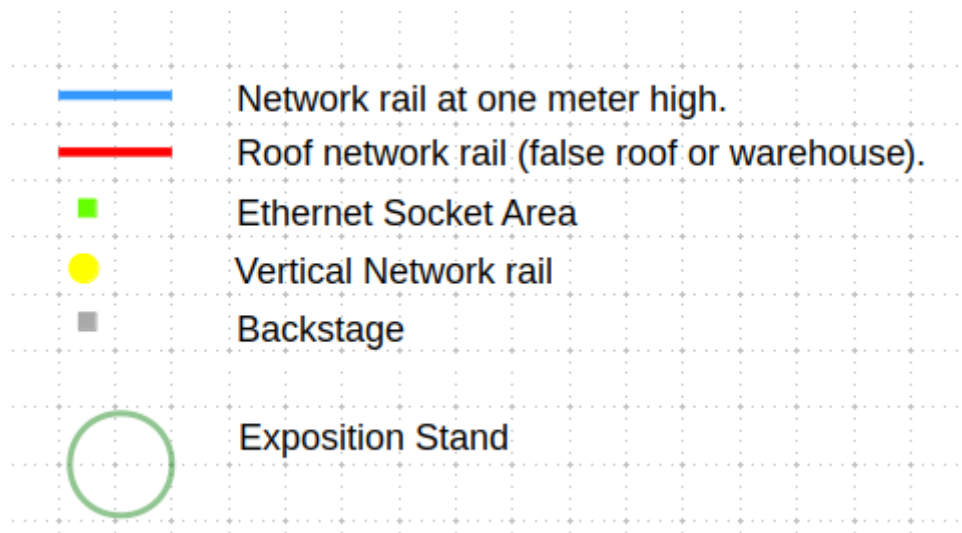 Network rail at one meter high.
Roof network rail (false roof or warehouse).
Ethernet Socket Area
Vertical Network rail
Backstage
Exposition Stand